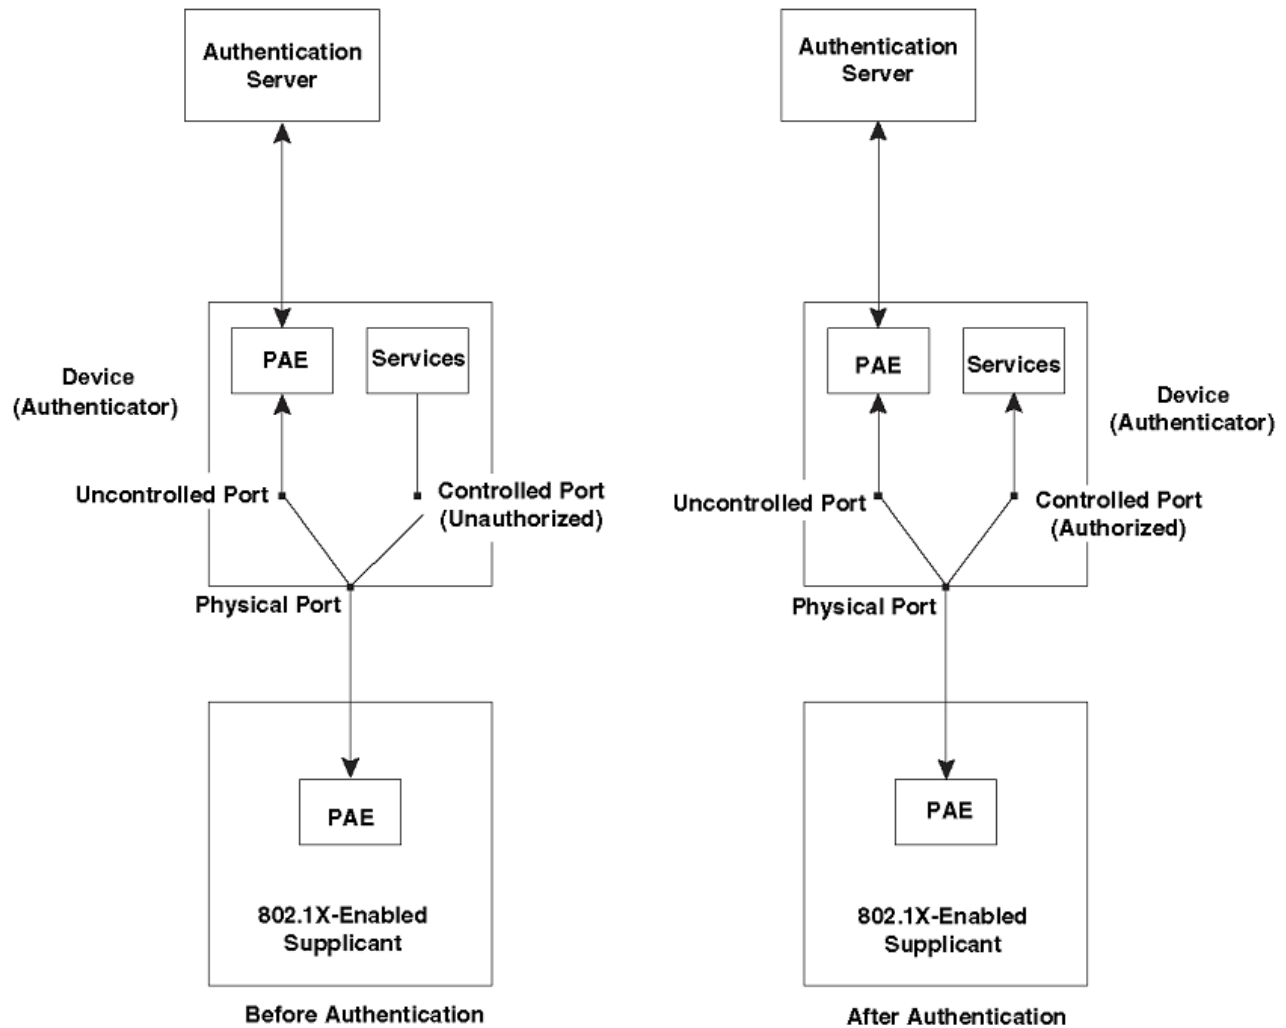 Authentication
Server
PAE
Services
Device
(Authenticator)
Uncontrolled Port
Controlled Port
(Unauthorized)
Physical Port
PAE
802.1X-Enabled
Supplicant
Before Authentication
Authentication
Server
PAE
Services
Device
(Authenticator)
Uncontrolled Port
Controlled Port
(Authorized)
Physical Port
PAE
802.1X-Enabled
Supplicant
After Authentication